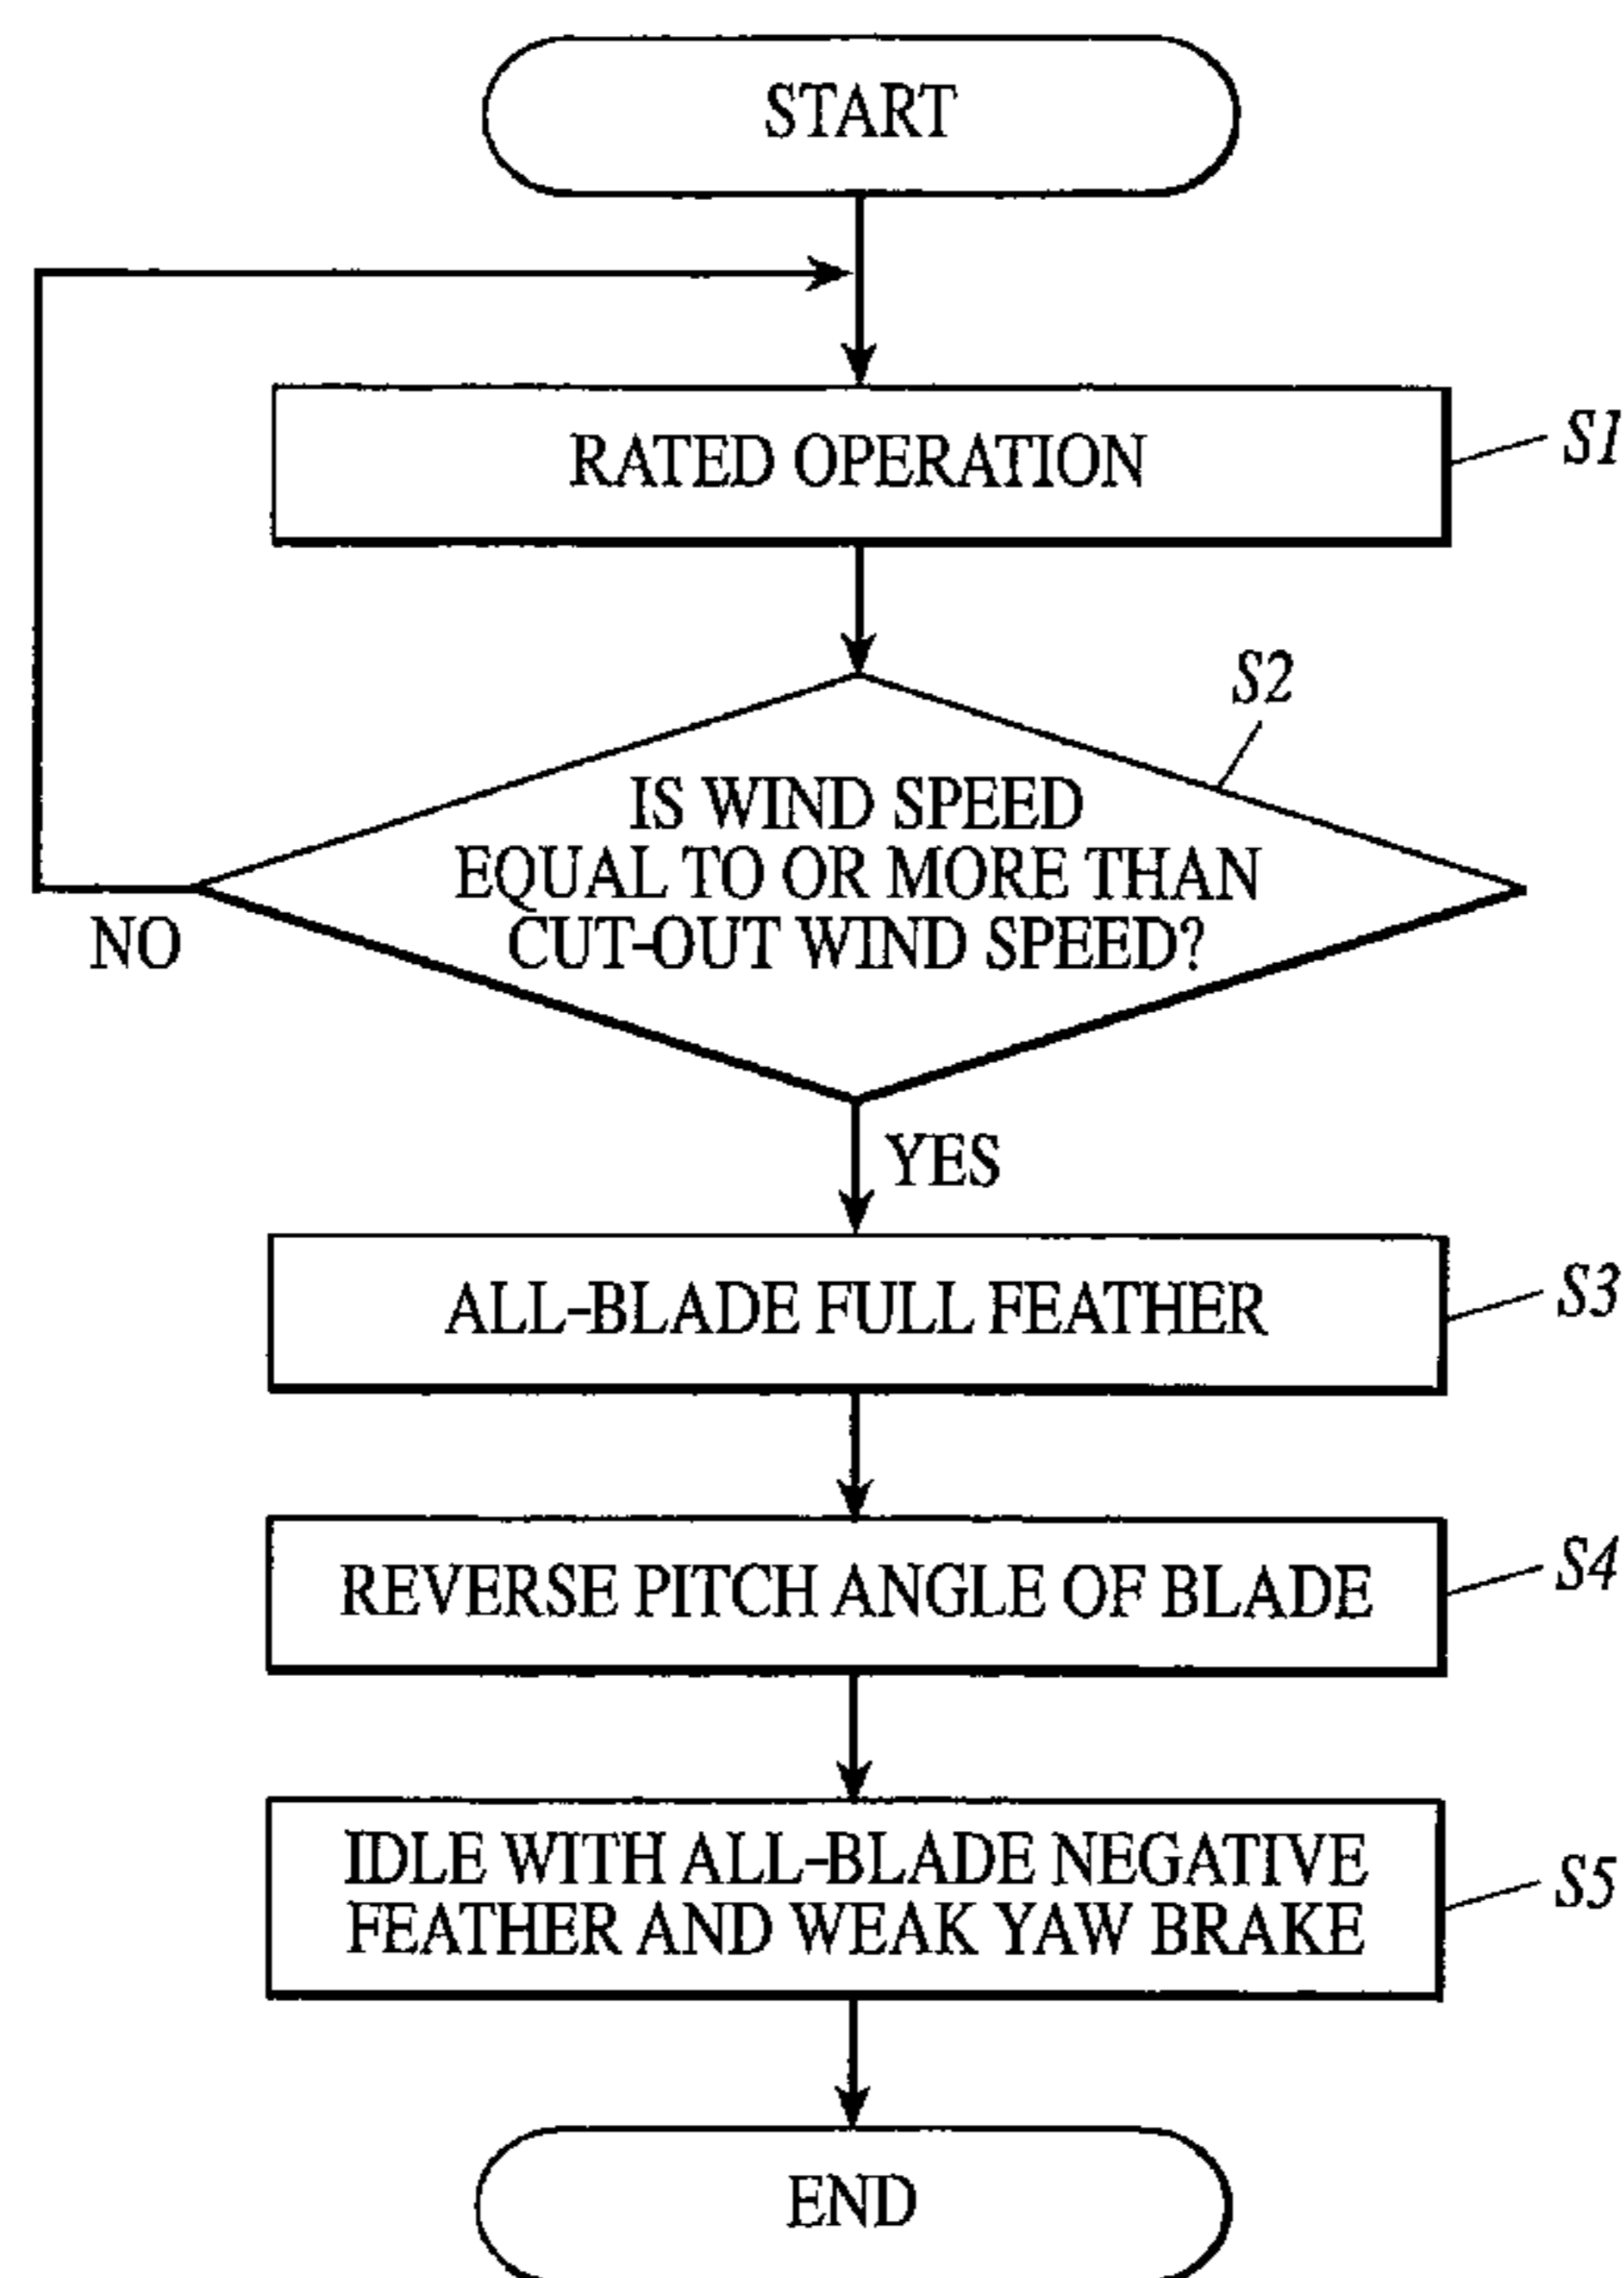 START
RATED OPERATION
S1
S2
IS WIND SPEED
EQUAL TO OR MORE THAN
CUT-OUT WIND SPEED?
NO
YES
ALL-BLADE FULL FEATHER
S3
REVERSE PITCH ANGLE OF BLADE
S4
IDLE WITH ALL-BLADE NEGATIVE
FEATHER AND WEAK YAW BRAKE
S5
END